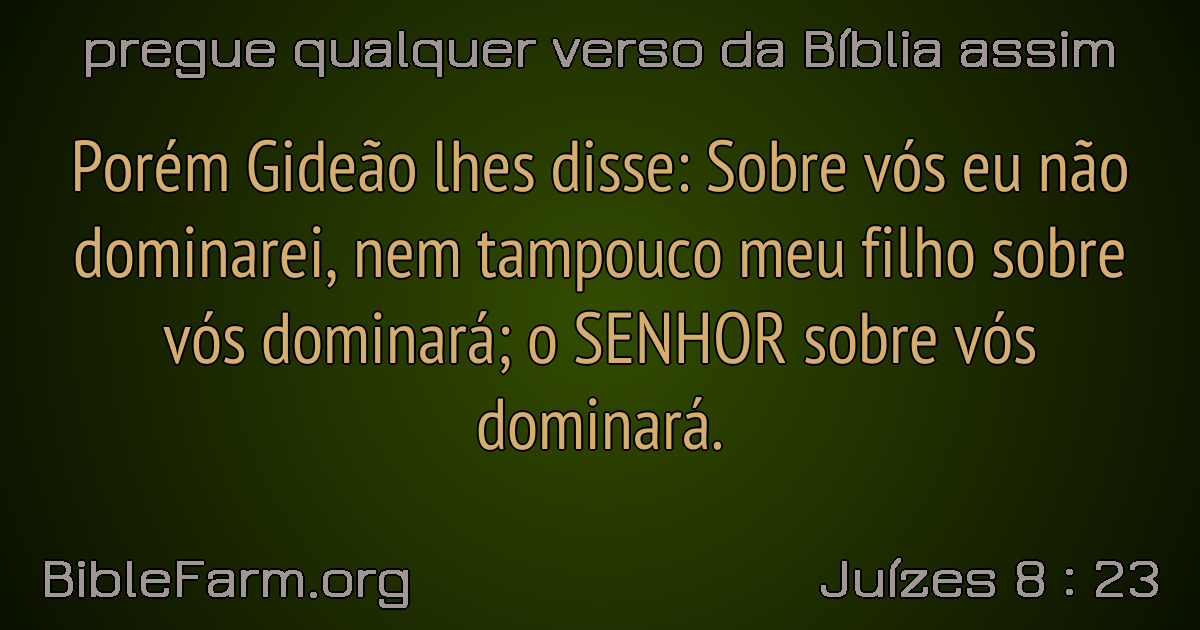 pregue qualquer verso da Bíblia assim
Porém Gideão lhes disse: Sobre vós eu não
dominarei, nem tampouco meu filho sobre
vós dominará; o SENHOR sobre vós
dominará.
BibleFarm.org
Juízes 8 : 23